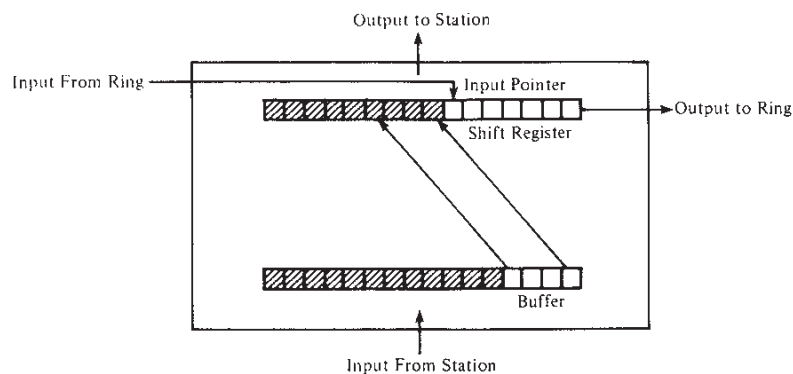 Output to Station
Input From Ring
Input Pointer
Output to Ring
Shift Register
Buffer
Input From Station